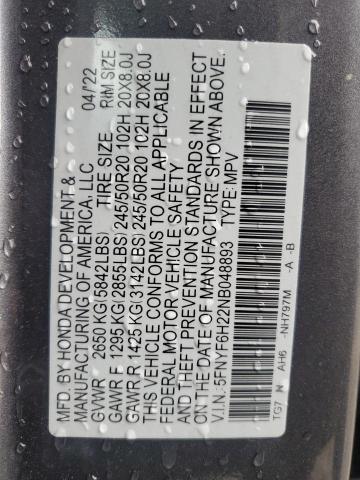 MFD. BY HONDA DEVELOPMENT &
MANUFACTURING OF AMERICA, LLC 04/'22
GVWR 2650 KG(5842LBS) TIRE SIZE RIM SIZE
GAWR F 1295 KG(2855LBS) 245/50R20 102H 20X8.0J
GAWR R 1425 KG(3142LBS) 245/50R20 102H 20X8.0J
THIS VEHICLE CONFORMS TO ALL APPLICABLE
FEDERAL MOTOR VEHICLE SAFETY
AND THEFT PREVENTION STANDARDS IN EFFECT
ON THE DATE OF MANUFACTURE SHOWN ABOVE.
V.I.N.: 5FNYF6H22NB048893 TYPE: MPV
TG7 N AH6 -NH797M -A -B